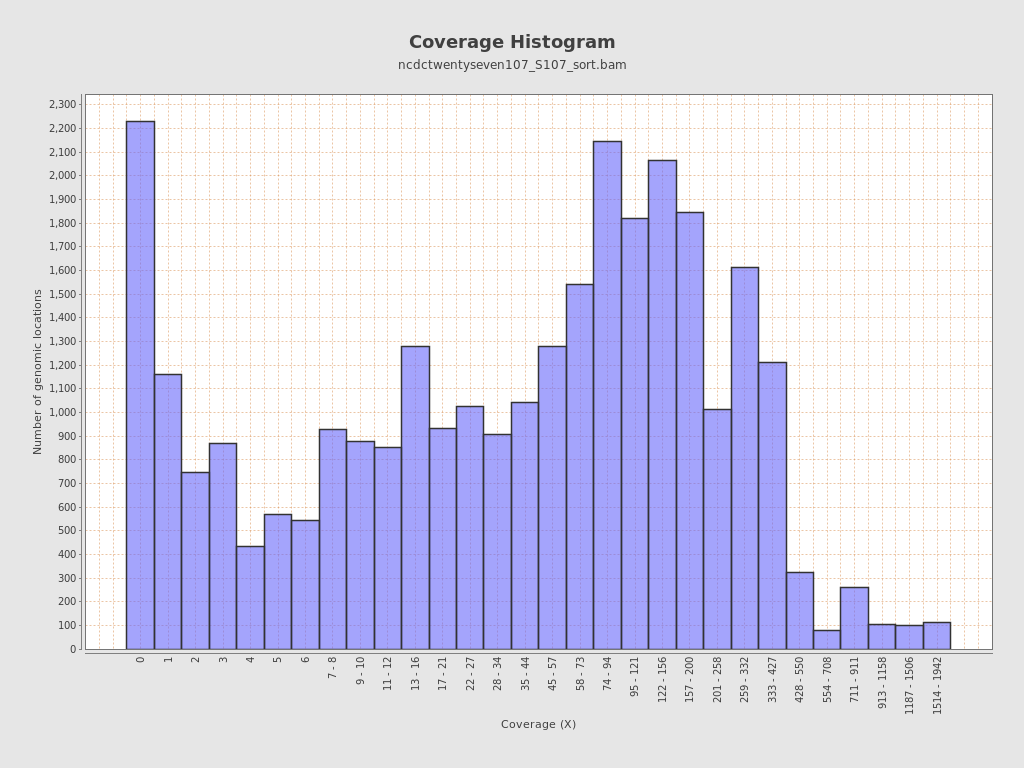 Coverage Histogram
ncdctwentyseven107_S107_sort.bam
Number of genomic locations
2,300
2,200
2,100
2,000
1,900
1,800
1,700
1,600
1,500
1,400
1,300
1,200
1,100
1,000
900
800
700
600
500
400
300
200
100
0
0
1
2
3
4
5
6
7 - 8
9 - 10
11 - 12
13 - 16
17 - 21
22 - 27
28 - 34
35 - 44
45 - 57
58 - 73
74 - 94
95 - 121
122 - 156
157 - 200
201 - 258
259 - 332
333 - 427
428 - 550
554 - 708
711 - 911
913 - 1158
1187 - 1506
1514 - 1942
Coverage (X)